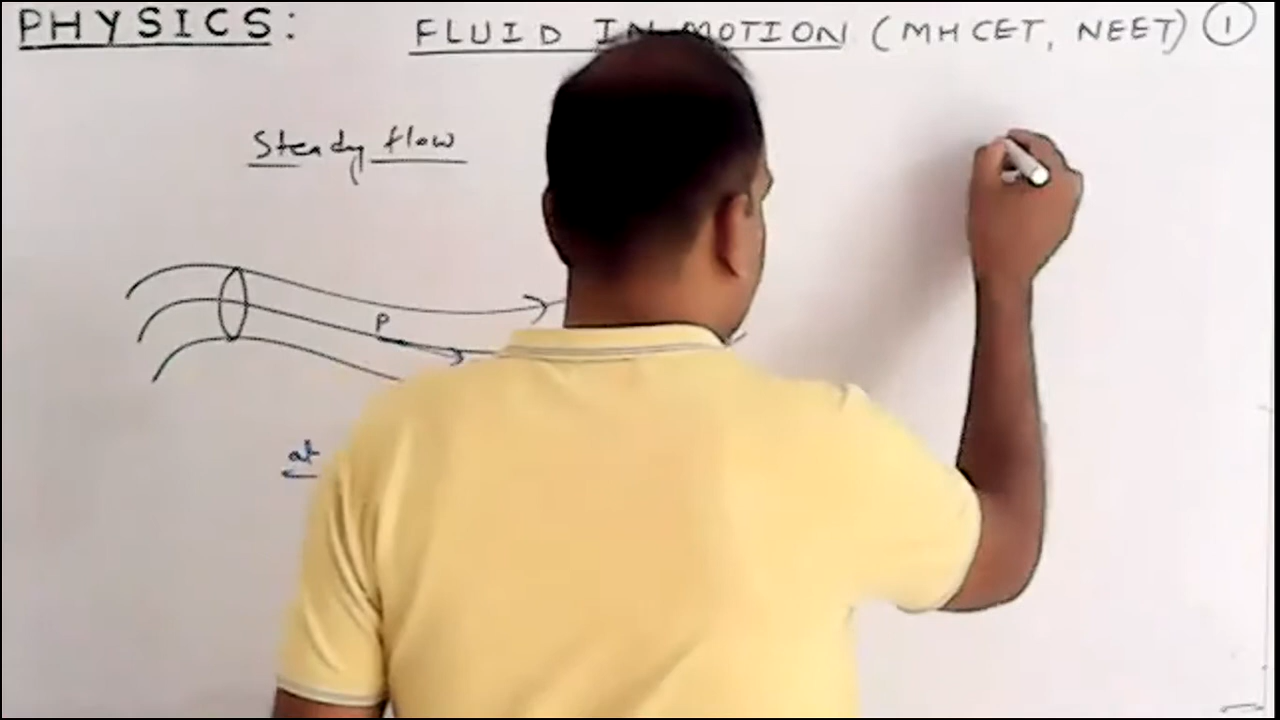 PHYSICS: FLUID IN MOTION (MHCET, NEET) 1
Steady flow
P
at